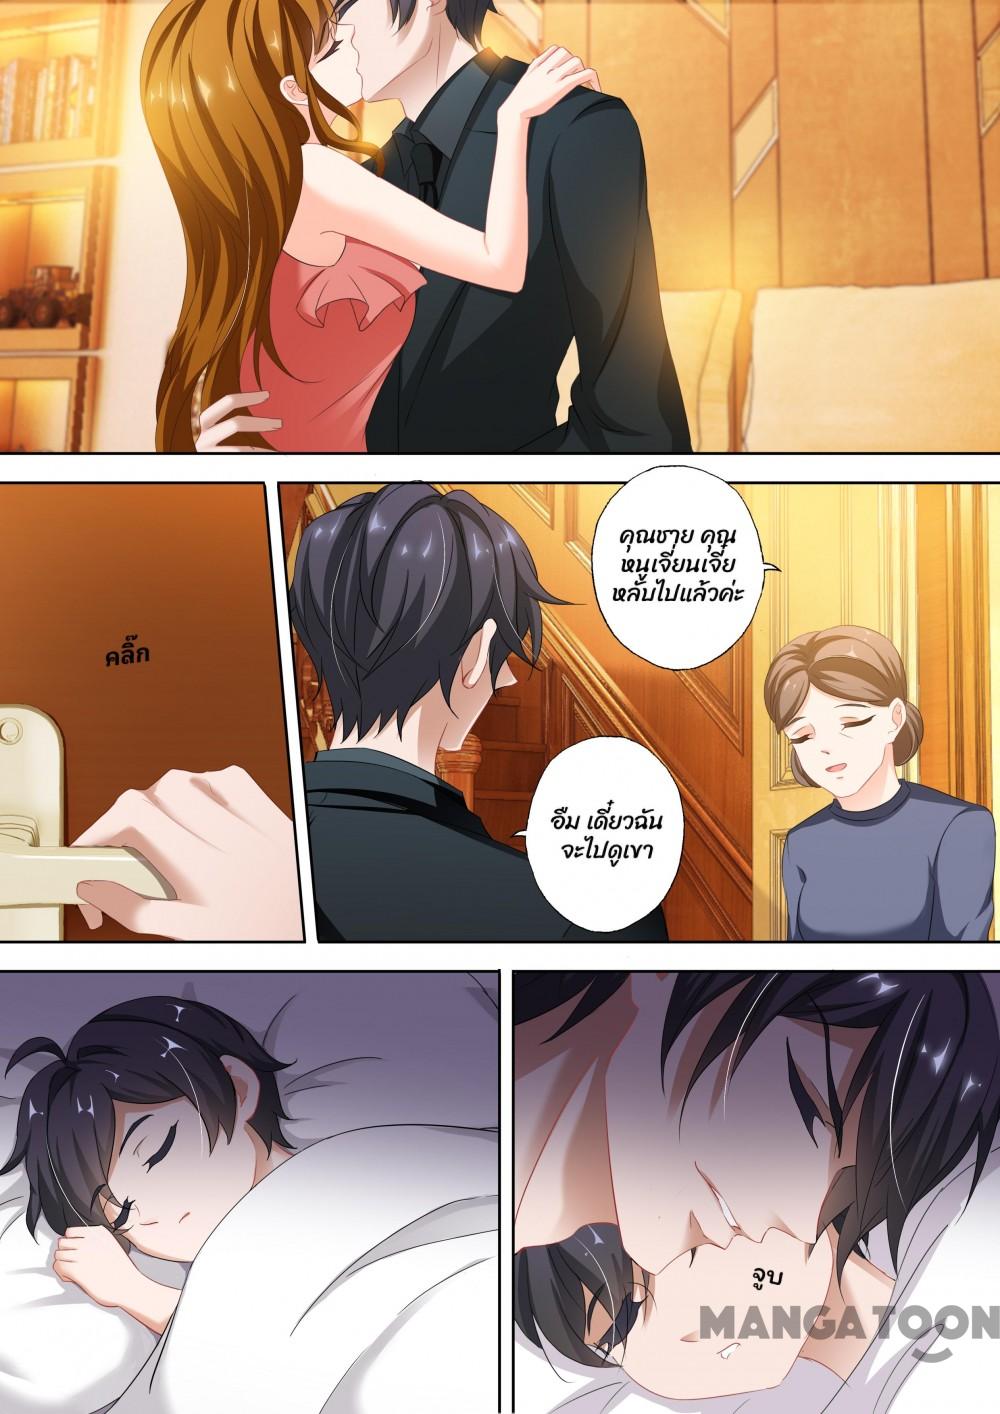 คลิ๊ก
คุณชาย คุณ
หนูเจี่ยนเจี๋ย
หลับไปแล้วค่ะ
อืม เดี๋ยวฉัน
จะไปดูเขา
จูบ
MANGATOON